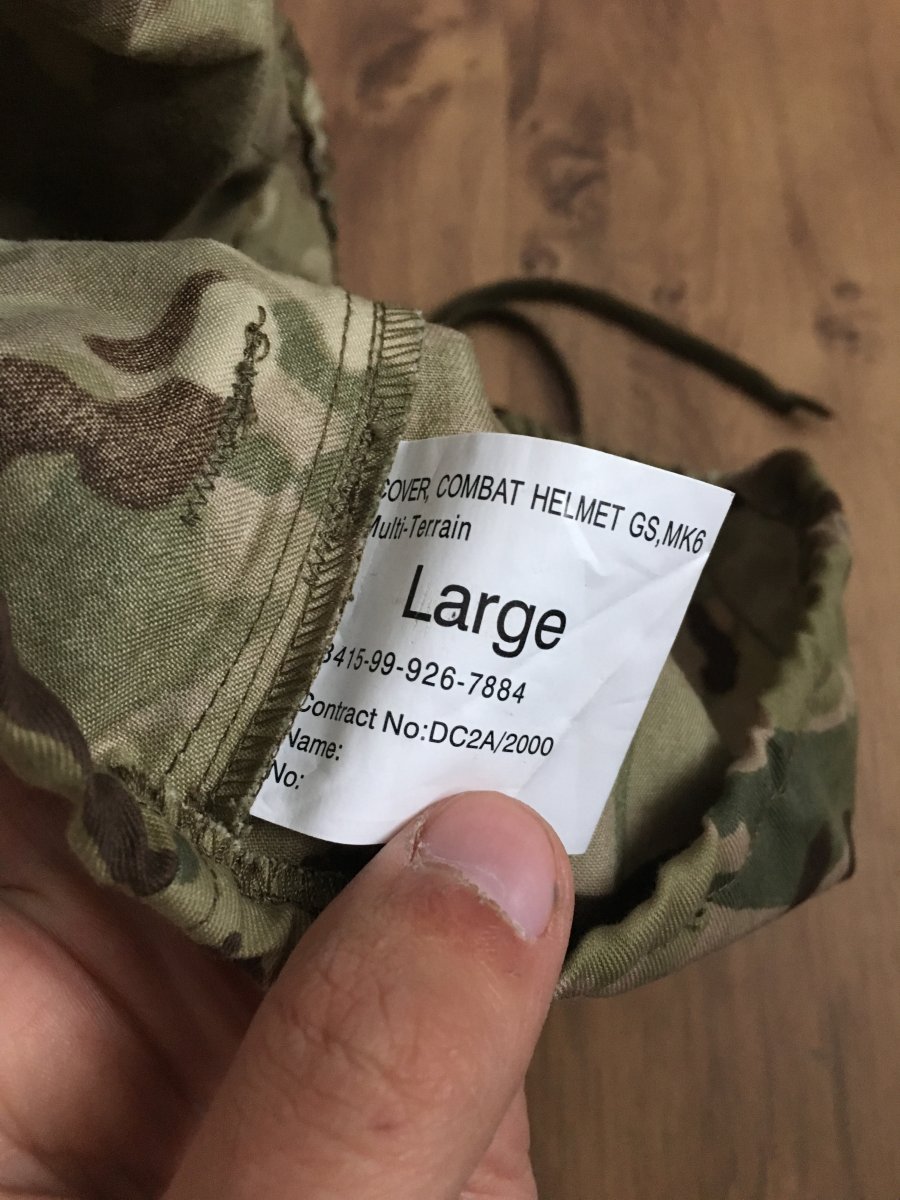 COVER, COMBAT HELMET GS,MK6
Multi-Terrain
Large
8415-99-926-7884
Contract No:DC2A/2000
Name:
No: